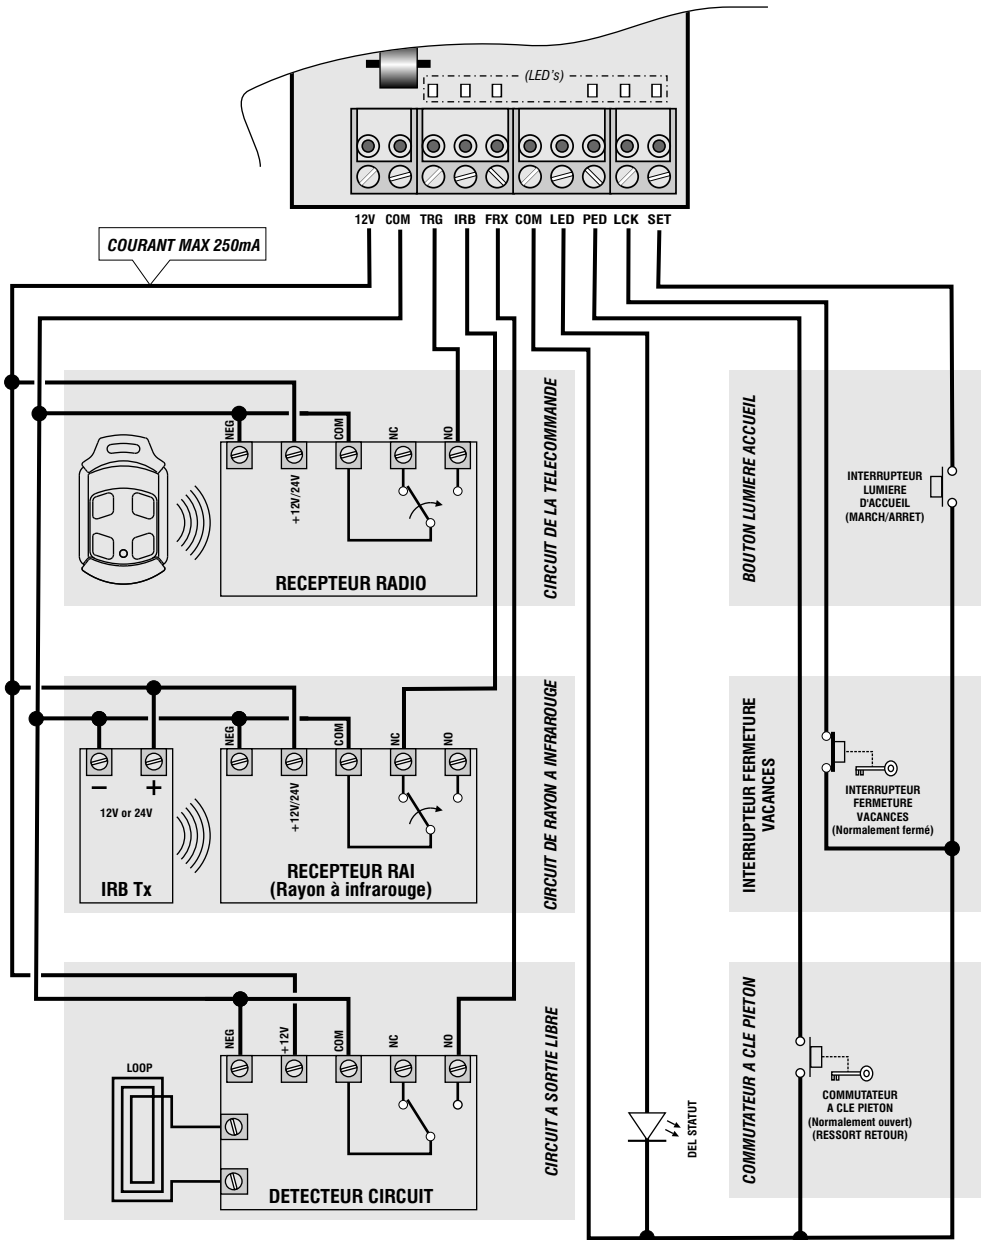 (LED's)
12V COM TRG IRB FRX COM LED PED LCK SET
COURANT MAX 250mA
NEG
+12V/24V
COM
NC
NO
RECEPTEUR RADIO
CIRCUIT DE LA TELECOMMANDE
BOUTON LUMIERE ACCUEIL
INTERRUPTEUR
LUMIERE
D'ACCUEIL
(MARCH/ARRET)
–
+
12V or 24V
IRB Tx
NEG
+12V/24V
COM
NC
NO
RECEPTEUR RAI
(Rayon à infrarouge)
CIRCUIT DE RAYON A INFRAROUGE
INTERRUPTEUR FERMETURE
VACANCES
INTERRUPTEUR
FERMETURE
VACANCES
(Normalement fermé)
LOOP
NEG
+12V
COM
NC
NO
DETECTEUR CIRCUIT
CIRCUIT A SORTIE LIBRE
DEL STATUT
COMMUTATEUR A CLE PIETON
COMMUTATEUR
A CLE PIETON
(Normalement ouvert)
(RESSORT RETOUR)